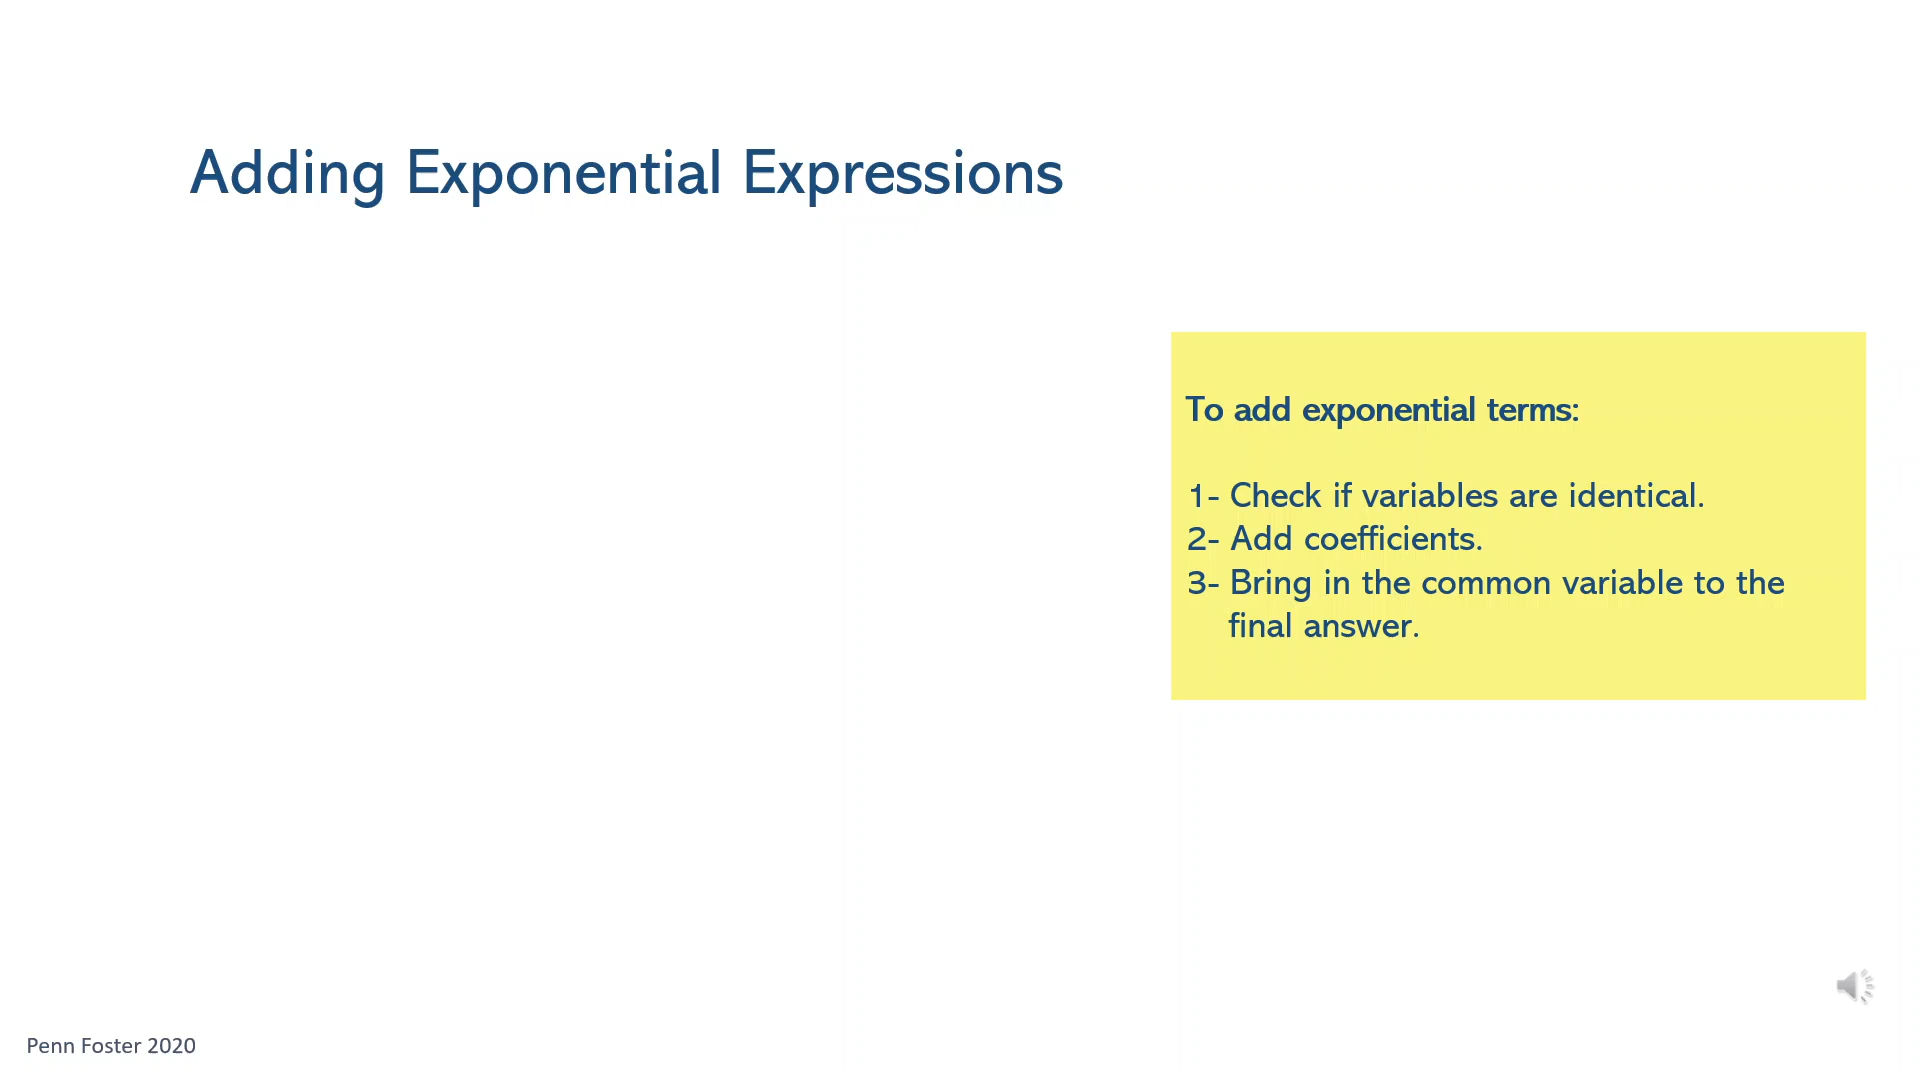 Adding Exponential Expressions
To add exponential terms:
1- Check if variables are identical.
2- Add coefficients.
3- Bring in the common variable to the
final answer.
Penn Foster 2020